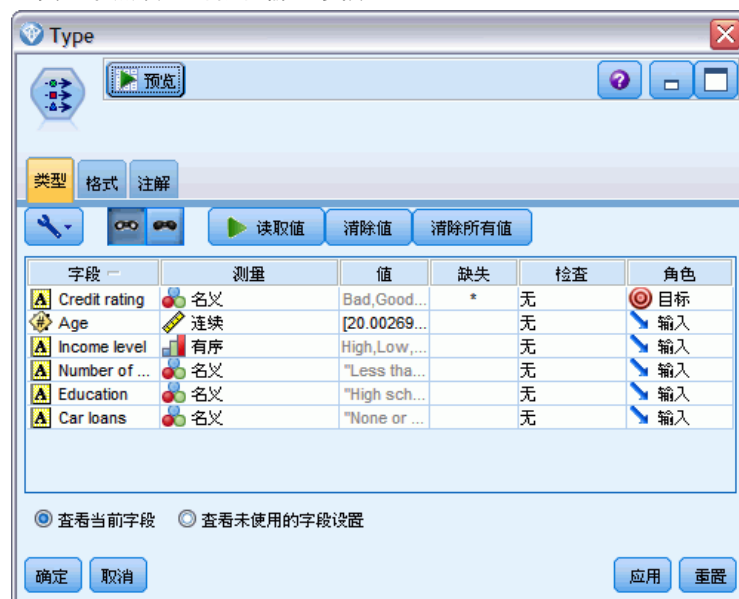 Type
预览
类型 格式 注解
读取值 清除值 清除所有值
字段 测量 值 缺失 检查 角色
Credit rating 名义 Bad,Good... * 无 目标
Age 连续 [20.00269... 无 输入
Income level 有序 High,Low,... 无 输入
Number of ... 名义 "Less tha... 无 输入
Education 名义 "High sch... 无 输入
Car loans 名义 "None or ... 无 输入
查看当前字段 查看未使用的字段设置
确定 取消 应用 重置